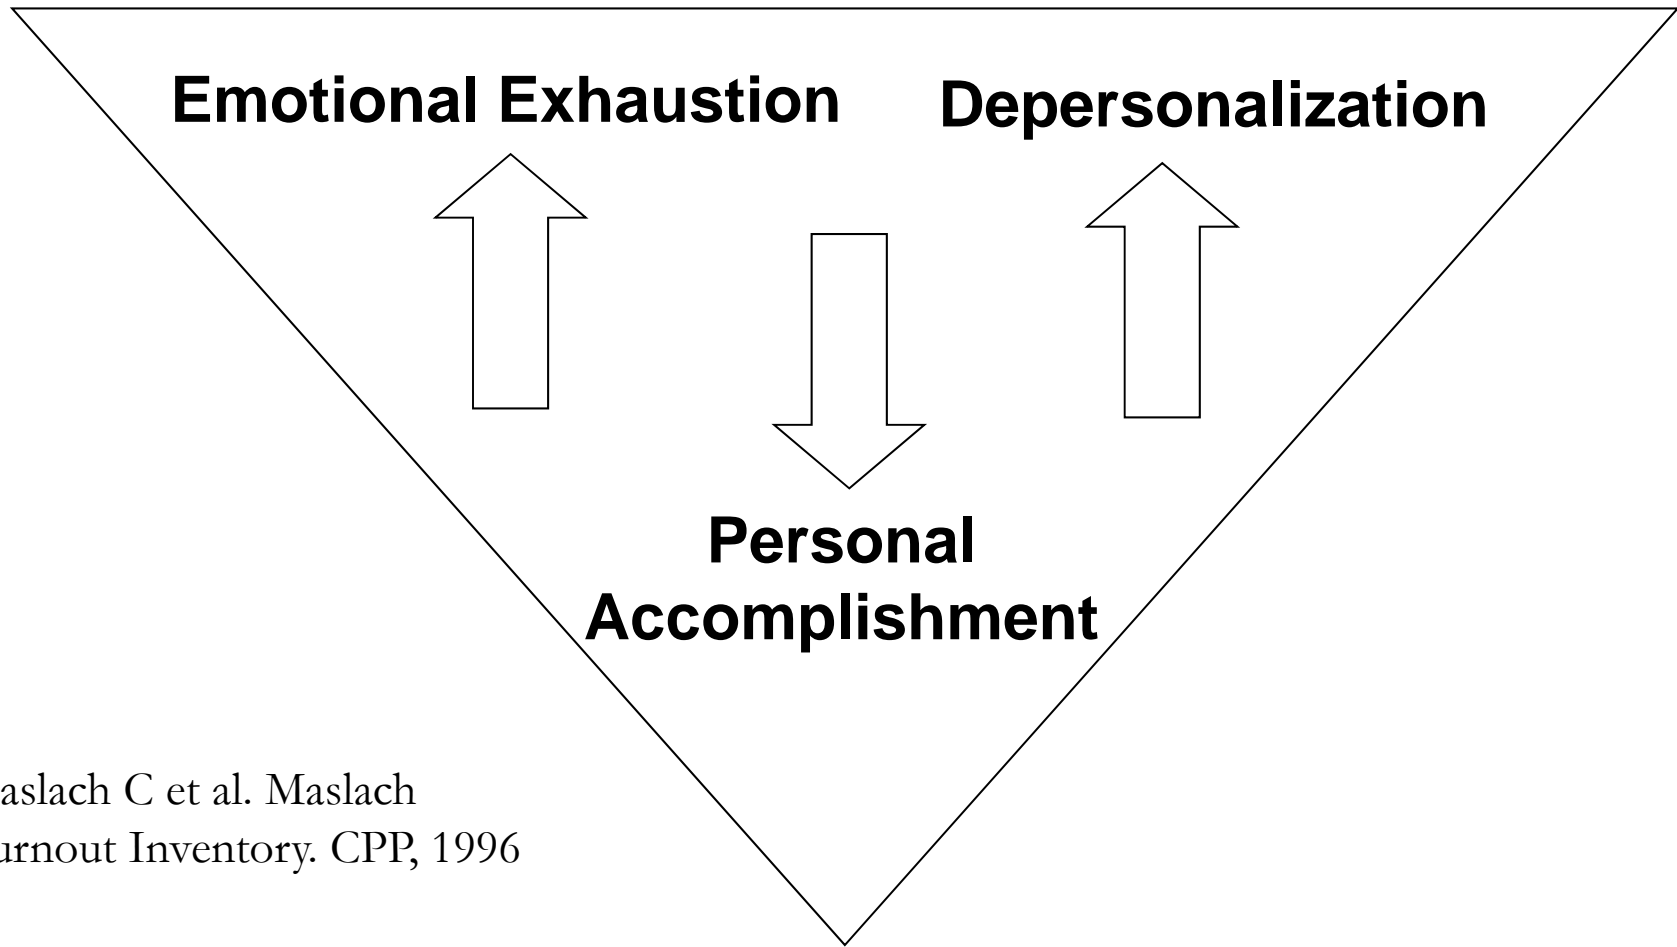 Emotional Exhaustion
Depersonalization
Personal
Accomplishment
aslach C et al. Maslach
urnout Inventory. CPP, 1996